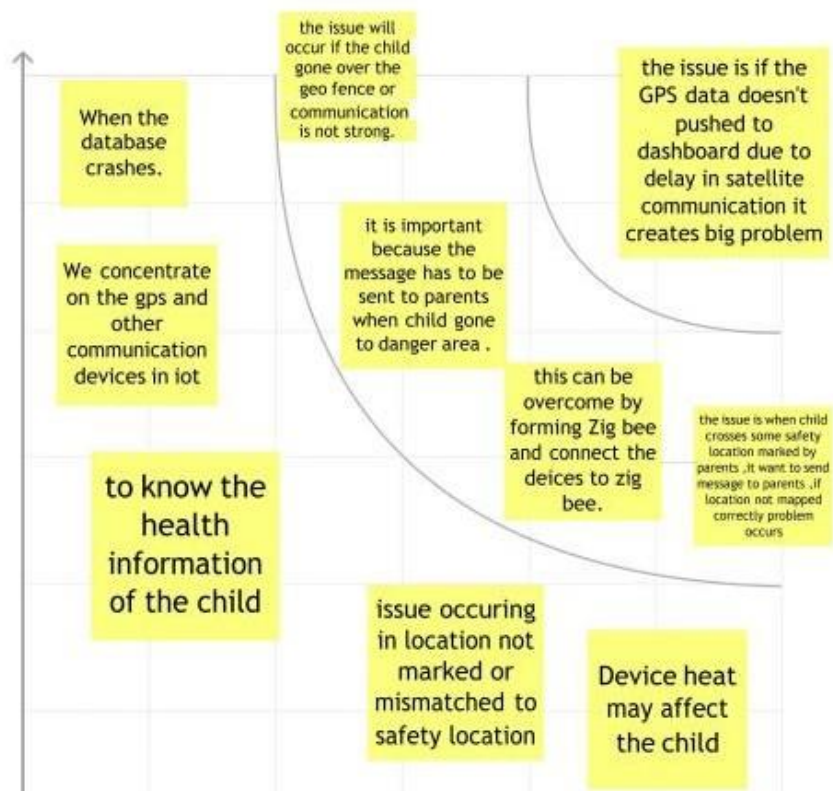 the issue will
occur if the child
gone over the
geo fence or
communication
is not strong.
the issue is if the
GPS data doesn't
pushed to
dashboard due to
delay in satellite
communication it
creates big problem
When the
database
crashes.
it is important
because the
message has to be
sent to parents
when child gone
to danger area .
We concentrate
on the gps and
other
communication
devices in iot
this can be
overcome by
forming Zig bee
and connect the
deices to zig
bee.
the issue is when child
crosses some safety
location marked by
parents ,it want to send
message to parents ,if
location not mapped
correctly problem
occurs
to know the
health
information
of the child
issue occuring
in location not
marked or
mismatched to
safety location
Device heat
may affect
the child